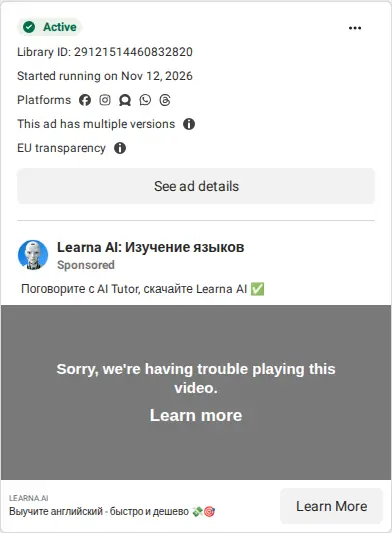 Active
Library ID: 29121514460832820
Started running on Nov 12, 2026
Platforms
This ad has multiple versions
EU transparency
See ad details
Learna AI: Изучение языков
Sponsored
Поговорите с AI Tutor, скачайте Learna AI ✅
Sorry, we're having trouble playing this
video.
Learn more
LEARNA.AI
Выучите английский - быстро и дешево 💸🎯
Learn More